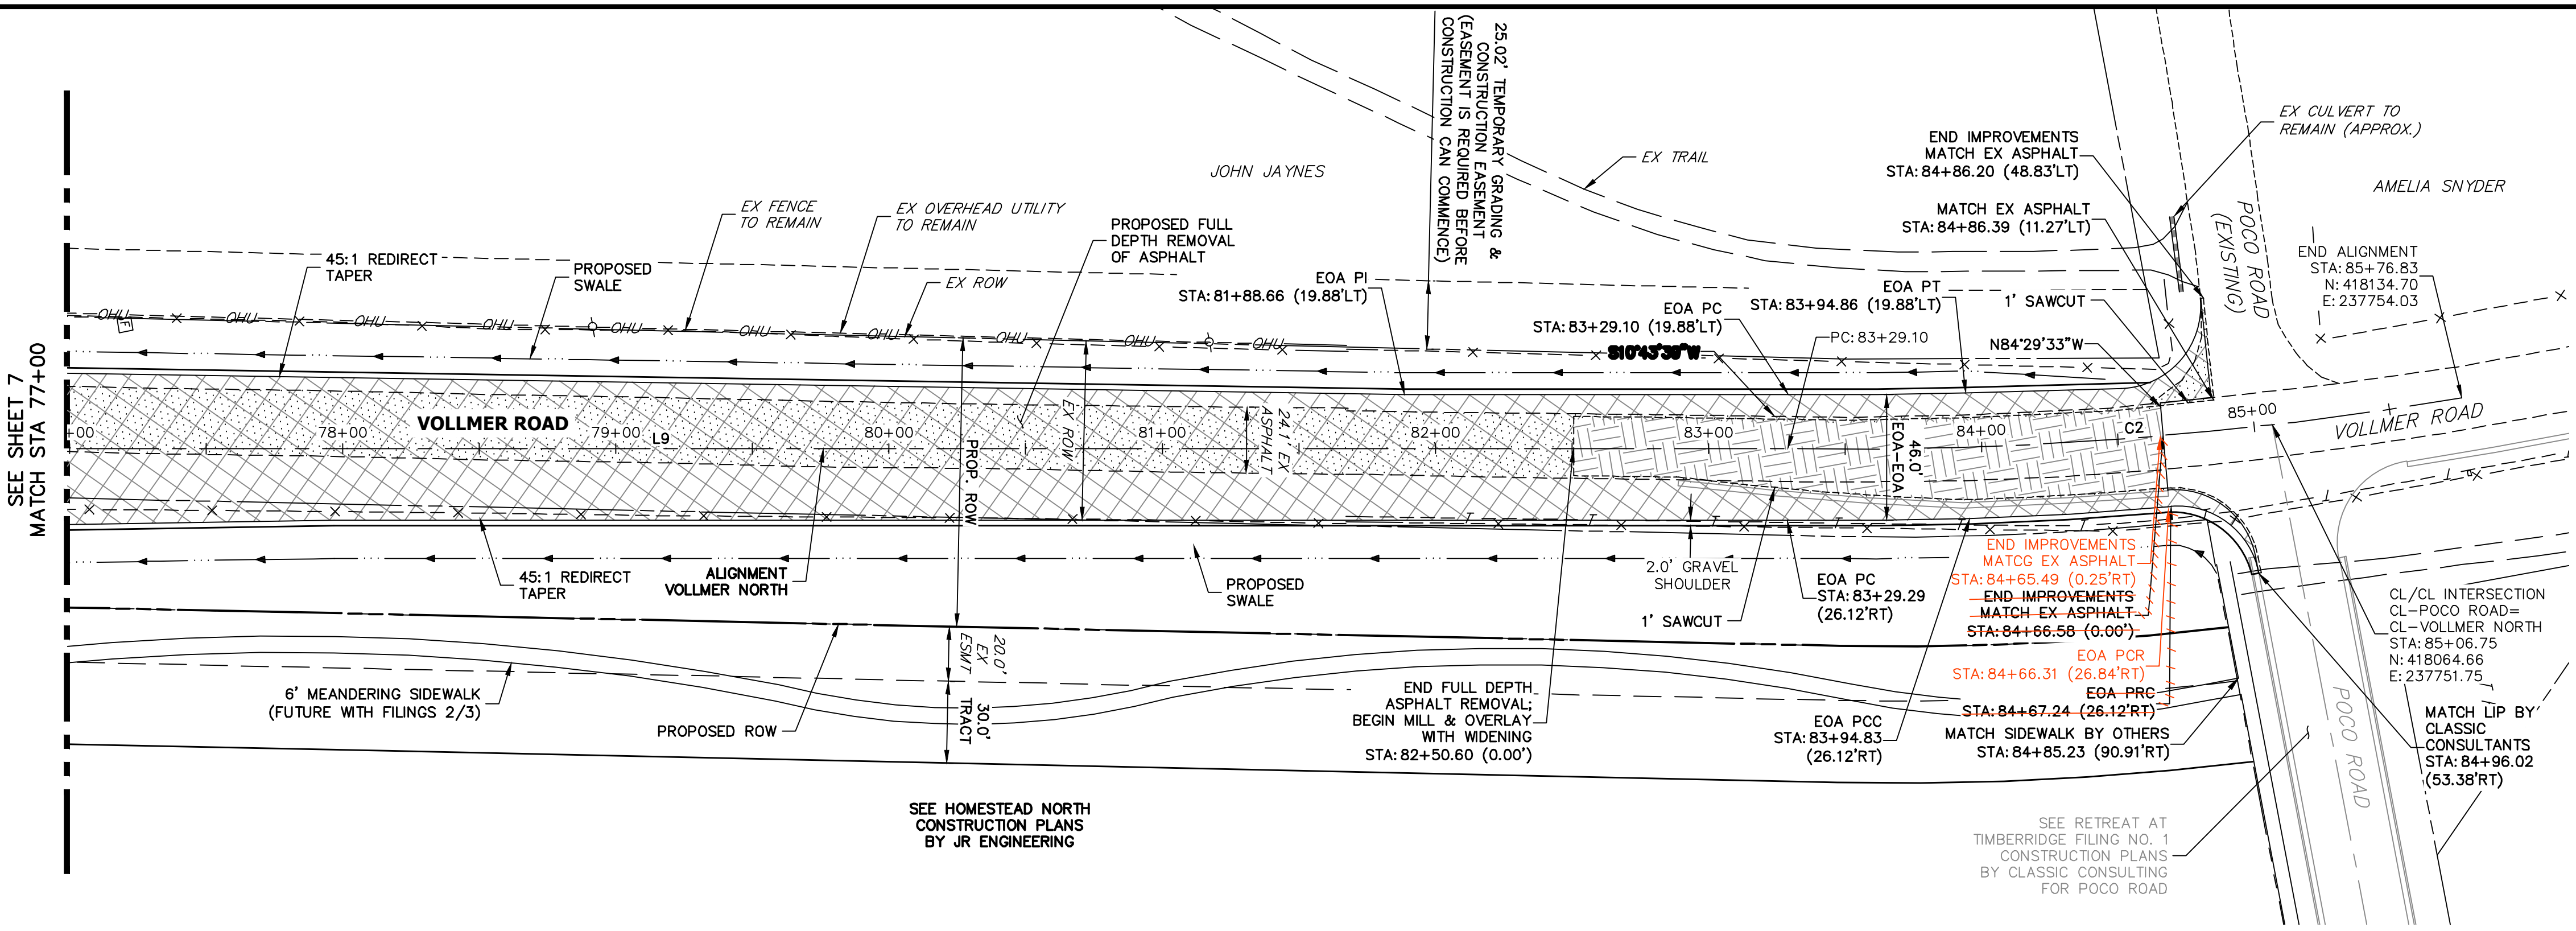 SEE SHEET 7
MATCH STA 77+00
25.02' TEMPORARY GRADING &
CONSTRUCTION EASEMENT
(EASEMENT IS REQUIRED BEFORE
CONSTRUCTION CAN COMMENCE)
JOHN JAYNES
EX TRAIL
END IMPROVEMENTS
MATCH EX ASPHALT
STA: 84+86.20 (48.83'LT)
EX CULVERT TO
REMAIN (APPROX.)
AMELIA SNYDER
MATCH EX ASPHALT
STA: 84+86.39 (11.27'LT)
POCO ROAD
(EXISTING)
END ALIGNMENT
STA: 85+76.83
N: 418134.70
E: 237754.03
EX FENCE
TO REMAIN
EX OVERHEAD UTILITY
TO REMAIN
PROPOSED FULL
DEPTH REMOVAL
OF ASPHALT
45:1 REDIRECT
TAPER
PROPOSED
SWALE
EX ROW
EOA PI
STA: 81+88.66 (19.88'LT)
EOA PC
STA: 83+29.10 (19.88'LT)
EOA PT
STA: 83+94.86 (19.88'LT)
1' SAWCUT
S10°43'39"W
PC: 83+29.10
N84°29'33"W
OHU
OHU
OHU
OHU
OHU
OHU
OHU
OHU
OHU
OHU
F
VOLLMER ROAD
+00
78+00
79+00
L9
80+00
81+00
82+00
83+00
84+00
C2
85+00
VOLLMER ROAD
PROP. ROW
EX ROW
24.1' EX
ASPHALT
46.0'
EOA-EOA
T
T
T
T
T
T
45:1 REDIRECT
TAPER
ALIGNMENT
VOLLMER NORTH
PROPOSED
SWALE
2.0' GRAVEL
SHOULDER
1' SAWCUT
EOA PC
STA: 83+29.29
(26.12'RT)
END IMPROVEMENTS
MATCG EX ASPHALT
STA: 84+65.49 (0.25'RT)
END IMPROVEMENTS
MATCH EX ASPHALT
STA: 84+66.58 (0.00')
EOA PCR
STA: 84+66.31 (26.84'RT)
EOA PRC
STA: 84+67.24 (26.12'RT)
MATCH SIDEWALK BY OTHERS
STA: 84+85.23 (90.91'RT)
CL/CL INTERSECTION
CL-POCO ROAD=
CL-VOLLMER NORTH
STA: 85+06.75
N: 418064.66
E: 237751.75
MATCH LIP BY
CLASSIC
CONSULTANTS
STA: 84+96.02
(53.38'RT)
6' MEANDERING SIDEWALK
(FUTURE WITH FILINGS 2/3)
PROPOSED ROW
20.0'
EX
ESMT
30.0'
TRACT
END FULL DEPTH
ASPHALT REMOVAL;
BEGIN MILL & OVERLAY
WITH WIDENING
STA: 82+50.60 (0.00')
EOA PCC
STA: 83+94.83
(26.12'RT)
POCO ROAD
SEE HOMESTEAD NORTH
CONSTRUCTION PLANS
BY JR ENGINEERING
SEE RETREAT AT
TIMBERRIDGE FILING NO. 1
CONSTRUCTION PLANS
BY CLASSIC CONSULTING
FOR POCO ROAD